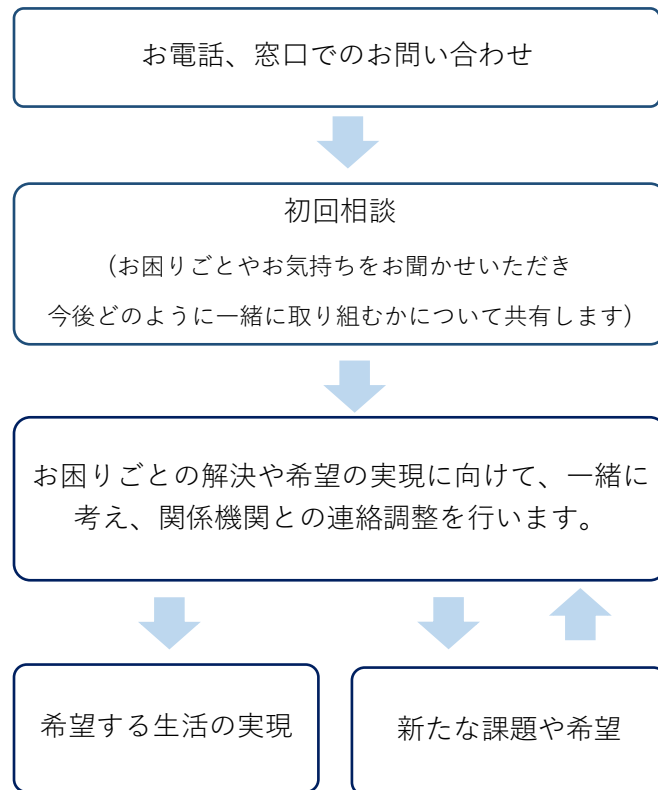 お電話、窓口でのお問い合わせ
初回相談
(お困りごとやお気持ちをお聞かせいただき
今後どのように一緒に取り組むかについて共有します)
お困りごとの解決や希望の実現に向けて、一緒に
考え、関係機関との連絡調整を行います。
希望する生活の実現
新たな課題や希望